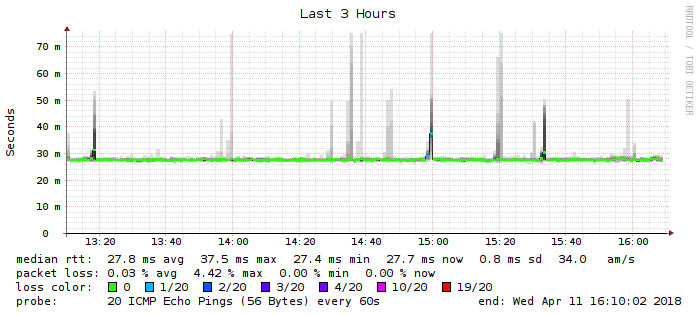 Last 3 Hours
RRDTOOL / TOBI OETIKER
Seconds
70 m
60 m
50 m
40 m
30 m
20 m
10 m
0
13:20 13:40 14:00 14:20 14:40 15:00 15:20 15:40 16:00
median rtt: 27.8 ms avg 37.5 ms max 27.4 ms min 27.7 ms now 0.8 ms sd 34.0 am/s
packet loss: 0.03 % avg 4.42 % max 0.00 % min 0.00 % now
loss color: 0 1/20 2/20 3/20 4/20 10/20 19/20
probe: 20 ICMP Echo Pings (56 Bytes) every 60s end: Wed Apr 11 16:10:02 2018